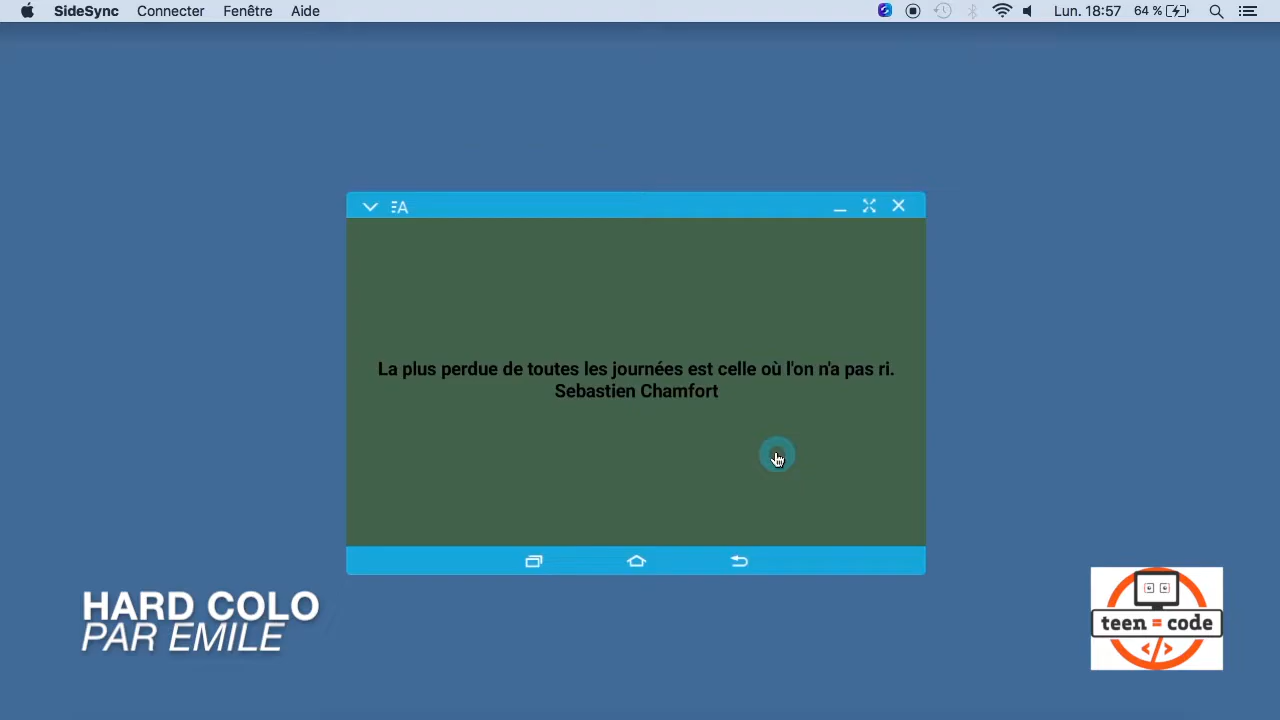 SideSync Connecter Fenêtre Aide Lun. 18:57 64 %
A
La plus perdue de toutes les journées est celle où l'on n'a pas ri.
Sebastien Chamfort
HARD COLO
PAR EMILE
teen = code
</>